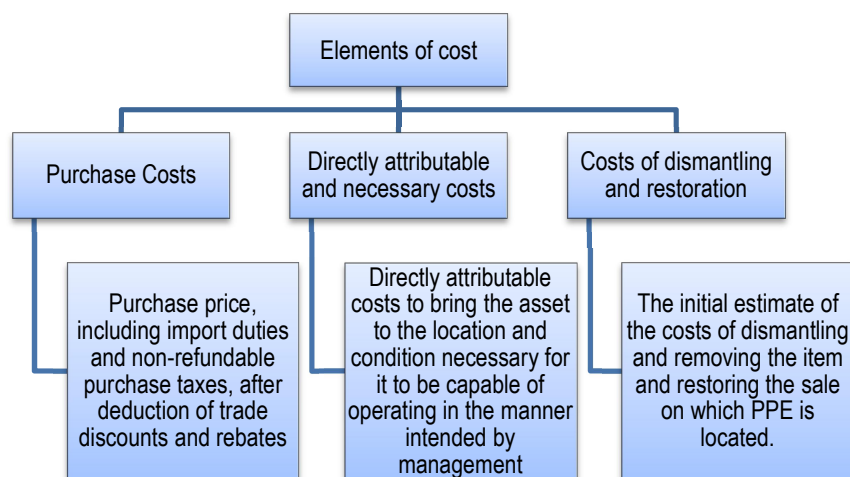 Elements of cost
Purchase Costs
Directly attributable
and necessary costs
Costs of dismantling
and restoration
Purchase price,
including import duties
and non-refundable
purchase taxes, after
deduction of trade
discounts and rebates
Directly attributable
costs to bring the asset
to the location and
condition necessary for
it to be capable of
operating in the manner
intended by
management
The initial estimate of
the costs of dismantling
and removing the item
and restoring the sale
on which PPE is
located.